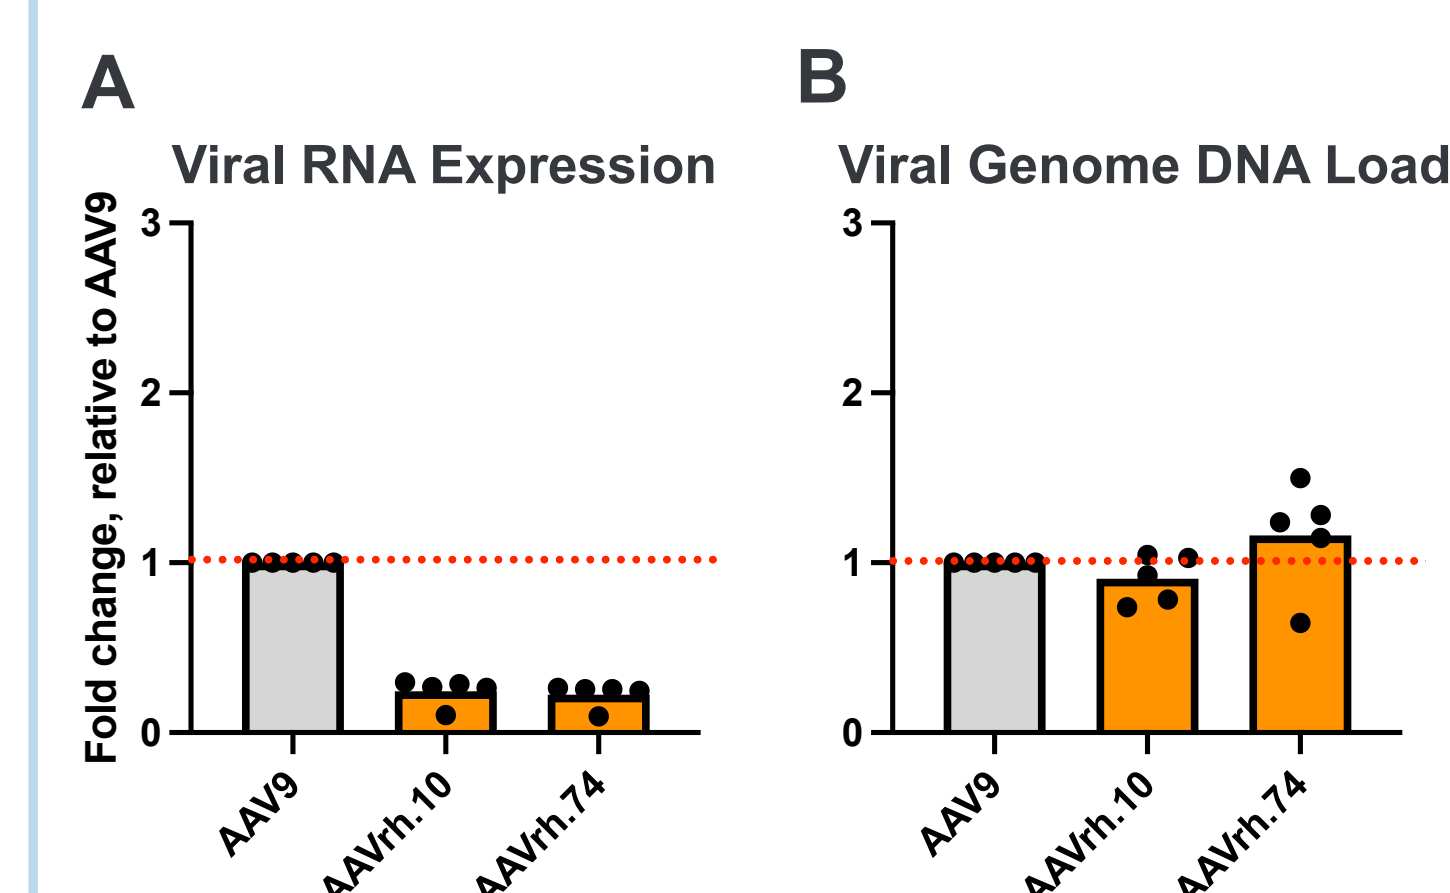 A
Viral RNA Expression
Fold change, relative to AAV9
3
2
1
0
AAV9
AAVrh.10
AAVrh.74
B
Viral Genome DNA Load
3
2
1
0
AAV9
AAVrh.10
AAVrh.74